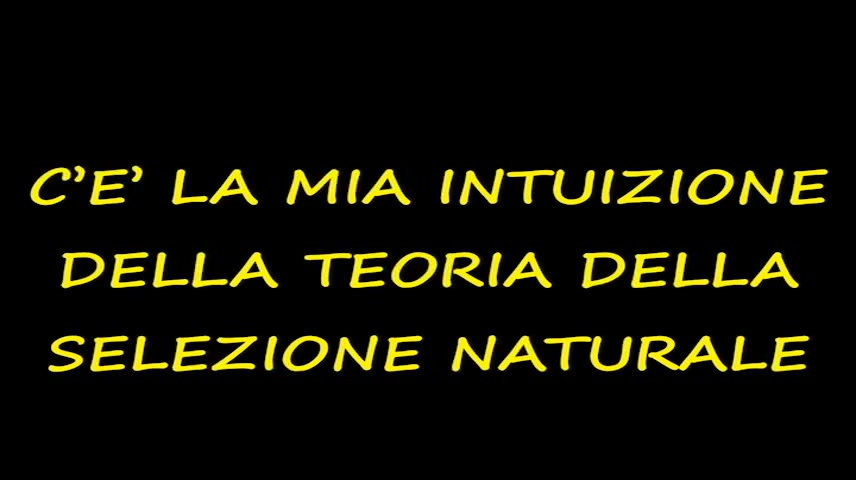 C'E' LA MIA INTUIZIONE
DELLA TEORIA DELLA
SELEZIONE NATURALE